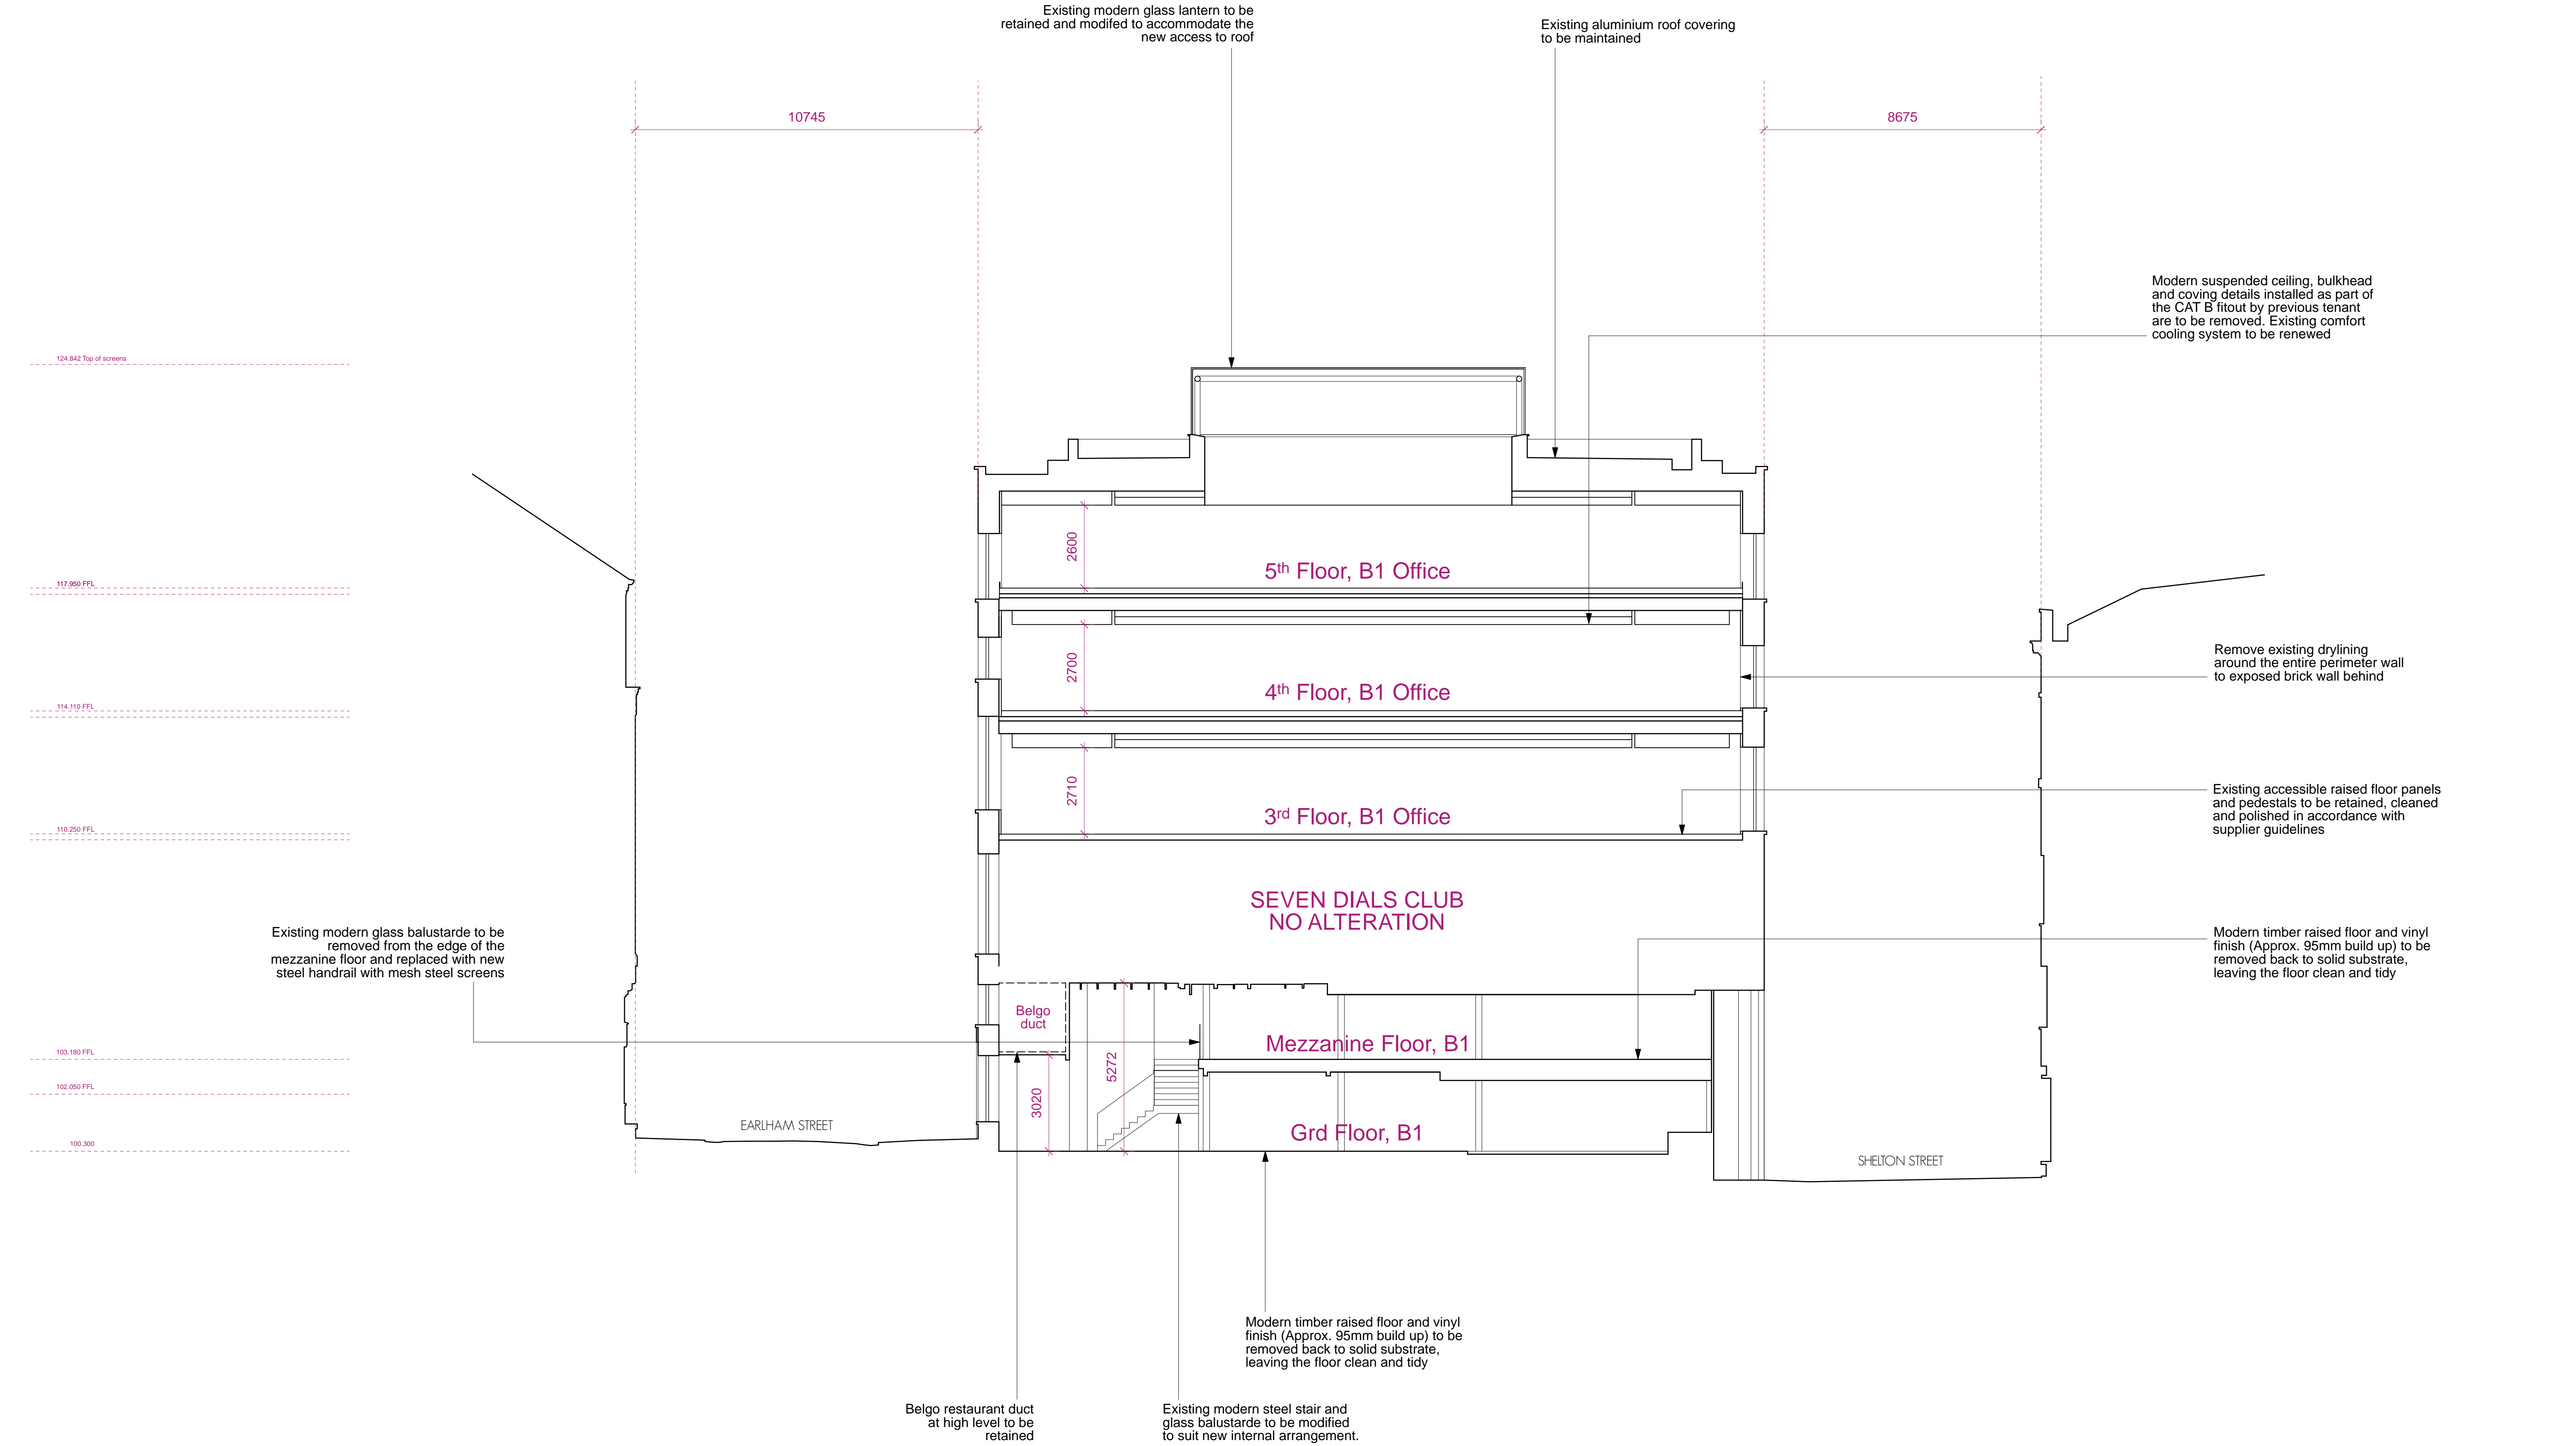 Existing modern glass lantern to be
retained and modifed to accommodate the
new access to roof
Existing aluminium roof covering
to be maintained
10745
8675
Modern suspended ceiling, bulkhead
and coving details installed as part of
the CAT B fitout by previous tenant
are to be removed. Existing comfort
cooling system to be renewed
124.842 Top of screens
2600
5th Floor, B1 Office
117.950 FFL
2700
4th Floor, B1 Office
Remove existing drylining
around the entire perimeter wall
to exposed brick wall behind
114.110 FFL
2710
3rd Floor, B1 Office
Existing accessible raised floor panels
and pedestals to be retained, cleaned
and polished in accordance with
supplier guidelines
110.250 FFL
SEVEN DIALS CLUB
NO ALTERATION
Existing modern glass balustarde to be
removed from the edge of the
mezzanine floor and replaced with new
steel handrail with mesh steel screens
Modern timber raised floor and vinyl
finish (Approx. 95mm build up) to be
removed back to solid substrate,
leaving the floor clean and tidy
Belgo
duct
Mezzanine Floor, B1
103.180 FFL
5272
102.050 FFL
3020
EARLHAM STREET
Grd Floor, B1
100.300
SHELTON STREET
Modern timber raised floor and vinyl
finish (Approx. 95mm build up) to be
removed back to solid substrate,
leaving the floor clean and tidy
Belgo restaurant duct
at high level to be
retained
Existing modern steel stair and
glass balustarde to be modified
to suit new internal arrangement.